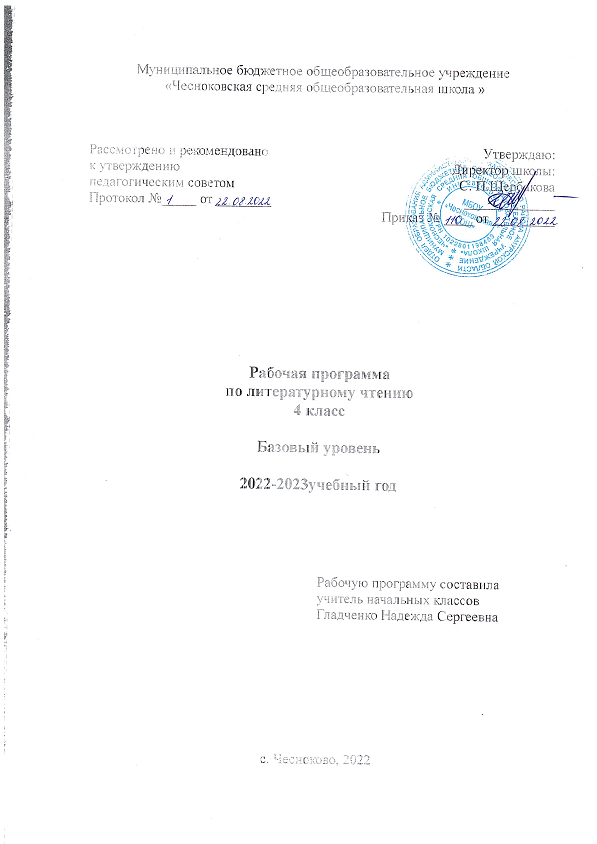 Муниципальное бюджетное общеобразовательное учреждение
«Чесноковская средняя общеобразовательная школа »
Рассмотрено и рекомендовано
к утверждению
педагогическим советом
Протокол № 1 от 22.08.2022
Утверждаю:
Директор школы:
С. П.Щербакова
Приказ № 110 от 22.08.2022
МБОУ
Рабочая программа
по литературному чтению
4 класс
Базовый уровень
2022-2023учебный год
Рабочую программу составила
учитель начальных классов
Гладченко Надежда Сергеевна
с. Чесноково, 2022